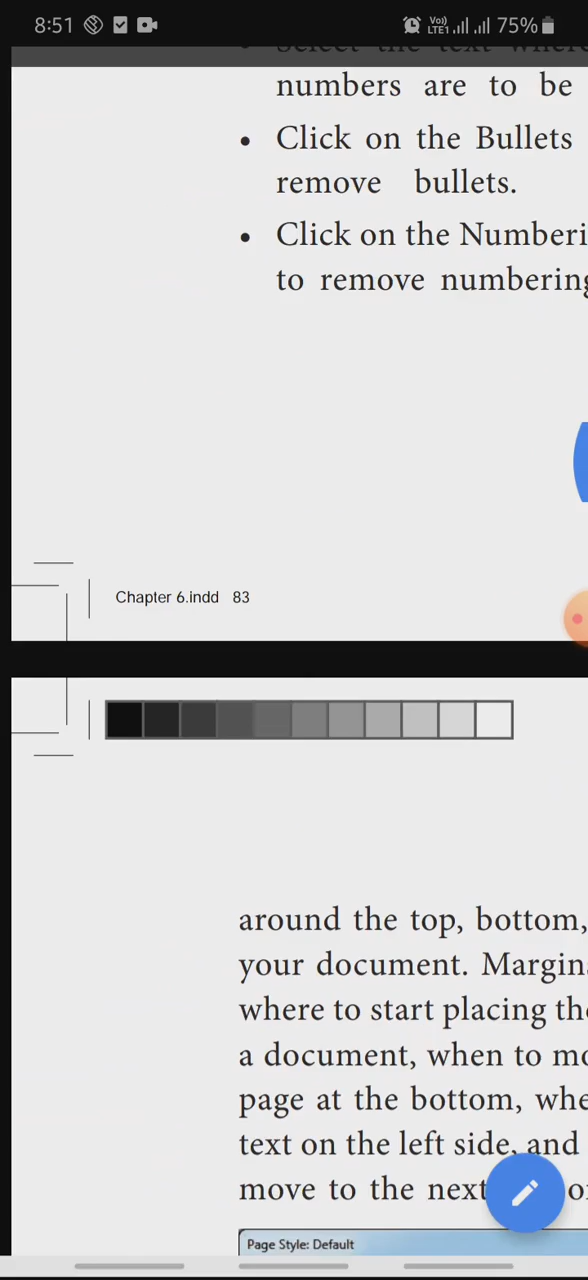 8:51
Vo))
LTE1
75%
numbers are to be
• Click on the Bullets
remove bullets.
• Click on the Numberi
to remove numbering
Chapter 6.indd 83
around the top, bottom,
your document. Margin
where to start placing the
a document, when to mo
page at the bottom, whe
text on the left side, and
move to the next
Page Style: Default